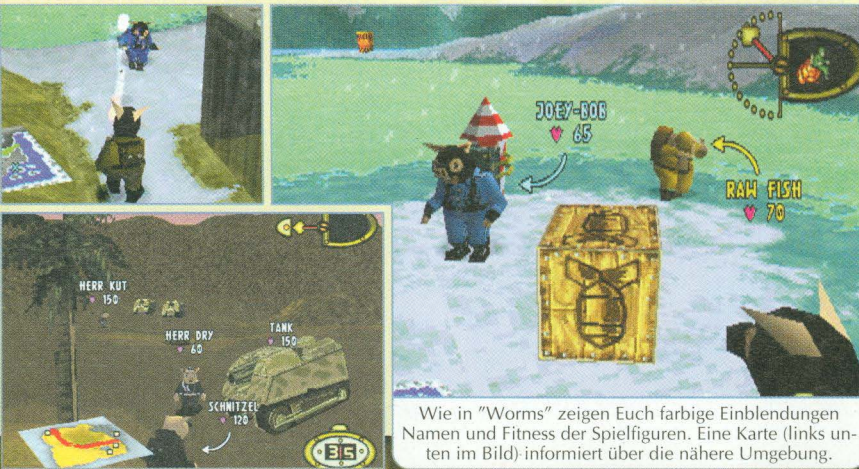 JOEY-BOB
65
RAW FISH
70
HERR KUT
150
HERR DRY
60
TANK
150
SCHNITZEL
120
35
Wie in "Worms" zeigen Euch farbige Einblendungen
Namen und Fitness der Spielfiguren. Eine Karte (links un-
ten im Bild) informiert über die nähere Umgebung.